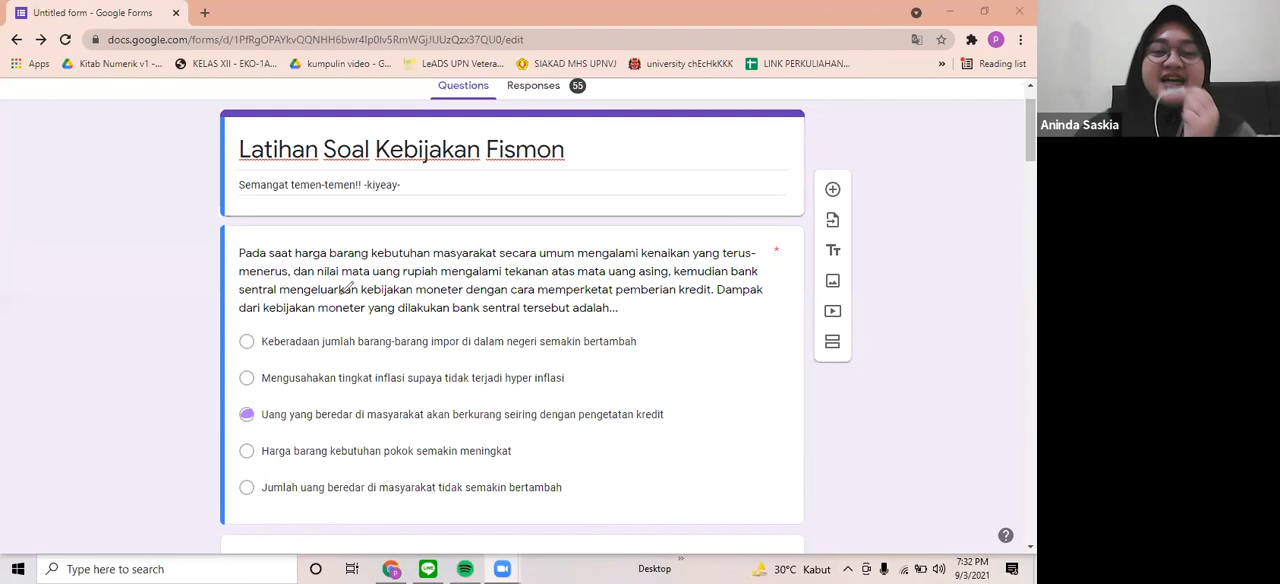 Untitled form - Google Forms
docs.google.com/forms/d/1PfRgOPAYkvQQNHH6bwr4Ip0Iv5RmWGjJUUzQzx37QU0/edit
P
Apps
Kitab Numerik v1 -...
KELAS XII - EKO-1A...
kumpulin video - G...
LeADS UPN Vetera...
SIAKAD MHS UPNVJ
university chEcHkKKK
LINK PERKULIAHAN...
Reading list
Questions
Responses 55
Latihan Soal Kebijakan Fismon
Semangat temen-temen!! -kiyeay-
Pada saat harga barang kebutuhan masyarakat secara umum mengalami kenaikan yang terus-
menerus, dan nilai mata uang rupiah mengalami tekanan atas mata uang asing, kemudian bank
sentral mengeluarkan kebijakan moneter dengan cara memperketat pemberian kredit. Dampak
dari kebijakan moneter yang dilakukan bank sentral tersebut adalah...
*
Keberadaan jumlah barang-barang impor di dalam negeri semakin bertambah
Mengusahakan tingkat inflasi supaya tidak terjadi hyper inflasi
Uang yang beredar di masyarakat akan berkurang seiring dengan pengetatan kredit
Harga barang kebutuhan pokok semakin meningkat
Jumlah uang beredar di masyarakat tidak semakin bertambah
Tt
Aninda Saskia
Type here to search
Desktop
30°C Kabut
7:32 PM
9/3/2021